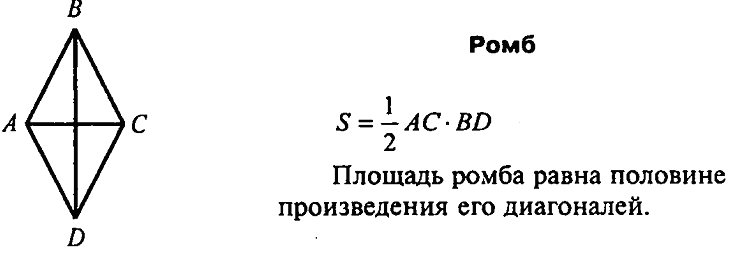 B
Ромб
A
C
S = 1/2 AC · BD
Площадь ромба равна половине
произведения его диагоналей.
D